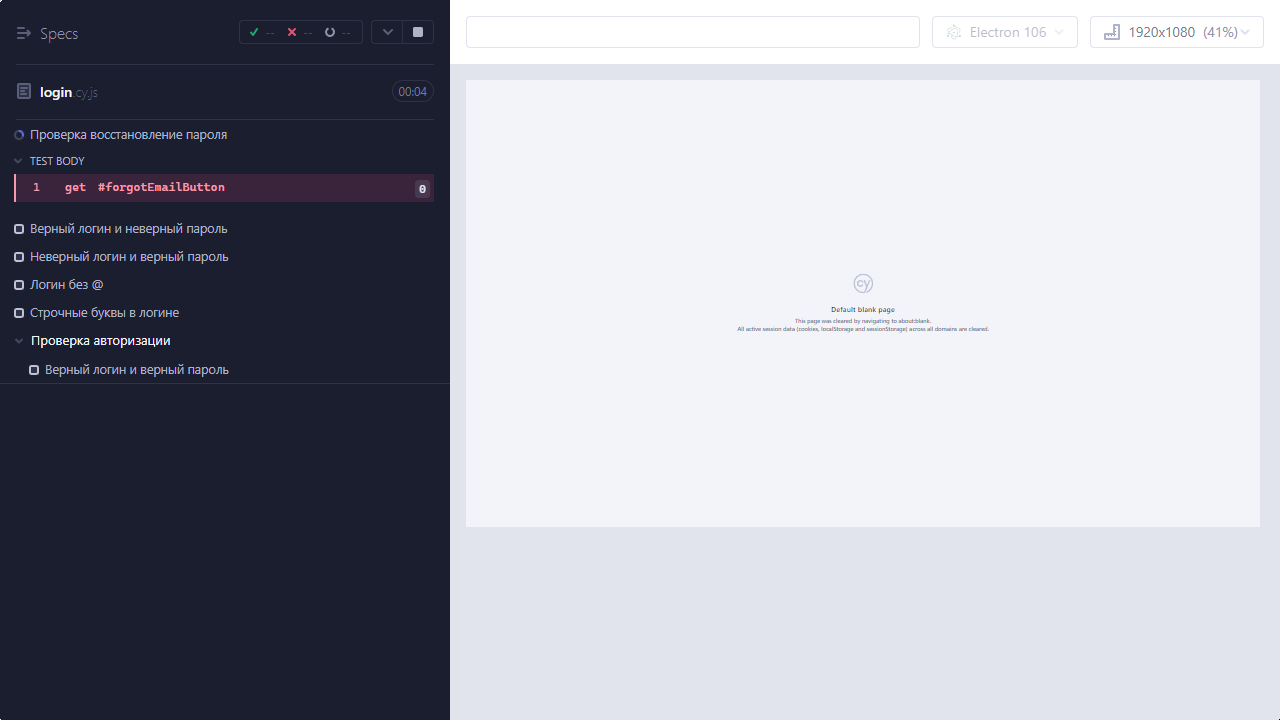 Specs
-- -- --
login.cy.js
00:04
Проверка восстановление пароля
TEST BODY
1 get #forgotEmailButton 0
Верный логин и неверный пароль
Неверный логин и верный пароль
Логин без @
Строчные буквы в логине
Проверка авторизации
Верный логин и верный пароль
Electron 106
1920x1080 (41%)
cy
Default blank page
This page was cleared by navigating to about:blank.
All active session data (cookies, localStorage and sessionStorage) across all domains are cleared.